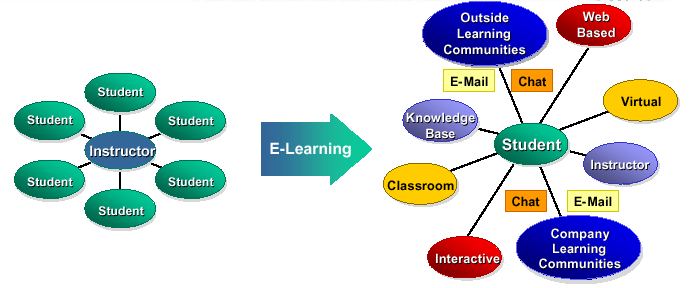 Student
Student
Student
Instructor
Student
Student
Student
E-Learning
Outside
Learning
Communities
Web
Based
E-Mail
Chat
Virtual
Knowledge
Base
Student
Instructor
Classroom
Chat
E-Mail
Interactive
Company
Learning
Communities